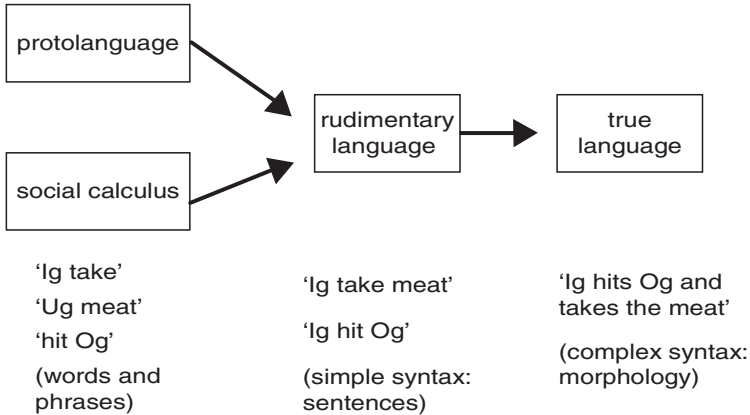 protolanguage
social calculus
rudimentary
language
true
language
‘Ig take’
‘Ug meat’
‘hit Og’
(words and
phrases)
‘Ig take meat’
‘Ig hit Og’
(simple syntax:
sentences)
‘Ig hits Og and
takes the meat’
(complex syntax:
morphology)